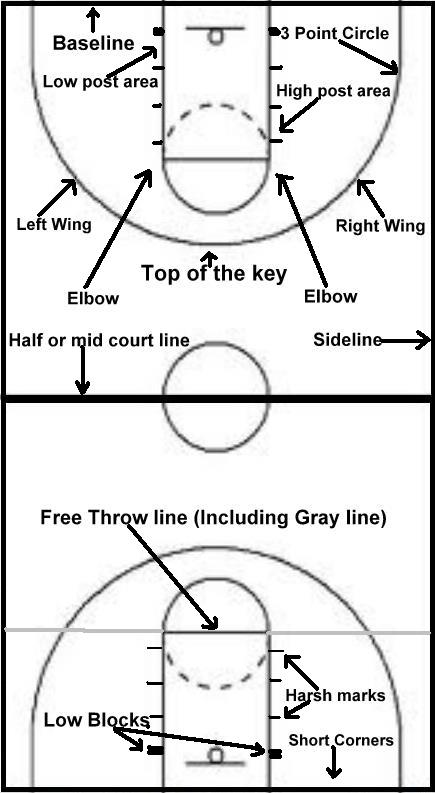 Baseline
3 Point Circle
Low post area
High post area
Left Wing
Right Wing
Top of the key
Elbow
Elbow
Half or mid court line
Sideline
Free Throw line (Including Gray line)
Harsh marks
Low Blocks
Short Corners